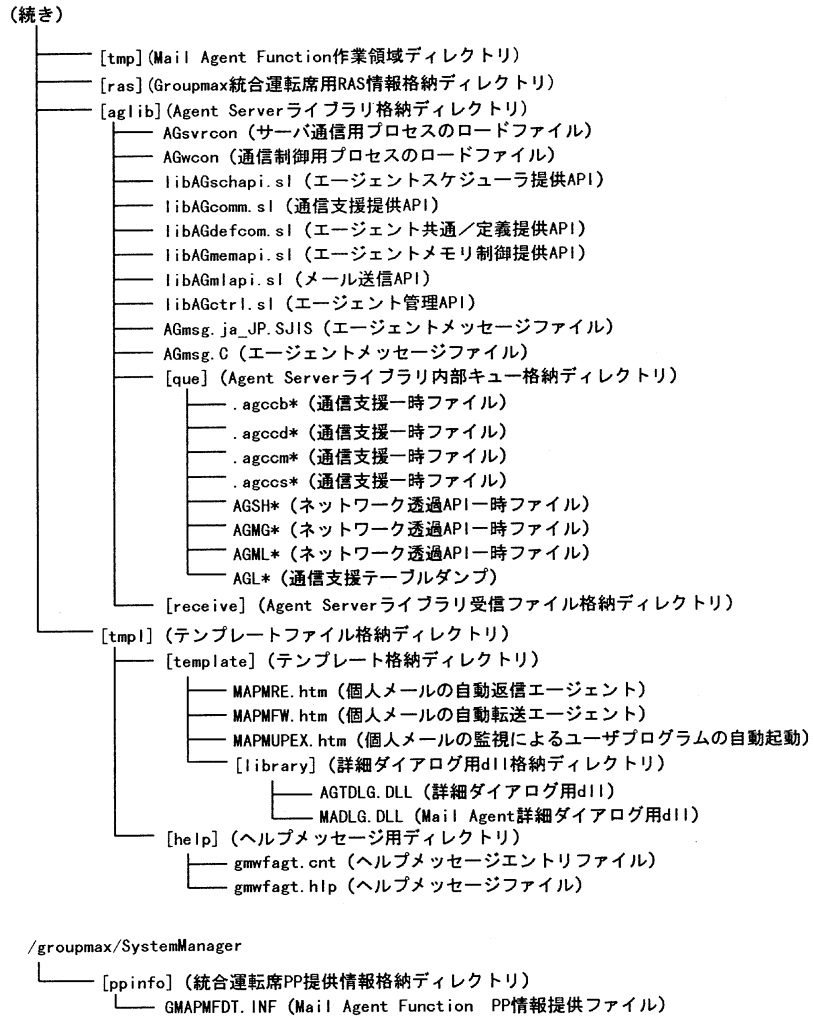 (続き)
[tmp](Mail Agent Function作業領域ディレクトリ)
[ras](Groupmax統合運転席用RAS情報格納ディレクトリ)
[aglib](Agent Serverライブラリ格納ディレクトリ)
AGsvrcon (サーバ通信用プロセスのロードファイル)
AGwcon (通信制御用プロセスのロードファイル)
libAGschapi.sl (エージェントスケジューラ提供API)
libAGcomm.sl (通信支援提供API)
libAGdefcom.sl (エージェント共通／定義提供API)
libAGmemapi.sl (エージェントメモリ制御提供API)
libAGmlapi.sl (メール送信API)
libAGctrl.sl (エージェント管理API)
AGmsg.ja_JP.SJIS (エージェントメッセージファイル)
AGmsg.C (エージェントメッセージファイル)
[que] (Agent Serverライブラリ内部キュー格納ディレクトリ)
.agccb* (通信支援一時ファイル)
.agccd* (通信支援一時ファイル)
.agccm* (通信支援一時ファイル)
.agccs* (通信支援一時ファイル)
AGSH* (ネットワーク透過API一時ファイル)
AGMG* (ネットワーク透過API一時ファイル)
AGML* (ネットワーク透過API一時ファイル)
AGL* (通信支援テーブルダンプ)
[receive] (Agent Serverライブラリ受信ファイル格納ディレクトリ)
[tmpl] (テンプレートファイル格納ディレクトリ)
[template] (テンプレート格納ディレクトリ)
MAPMRE.htm (個人メールの自動返信エージェント)
MAPMFW.htm (個人メールの自動転送エージェント)
MAPMUPEX.htm (個人メールの監視によるユーザプログラムの自動起動)
[library] (詳細ダイアログ用dll格納ディレクトリ)
AGTDLG.DLL (詳細ダイアログ用dll)
MADLG.DLL (Mail Agent詳細ダイアログ用dll)
[help] (ヘルプメッセージ用ディレクトリ)
gmwfagt.cnt (ヘルプメッセージエントリファイル)
gmwfagt.hlp (ヘルプメッセージファイル)
/groupmax/SystemManager
[ppinfo] (統合運転席PP提供情報格納ディレクトリ)
GMAPMFDT.INF (Mail Agent Function PP情報提供ファイル)